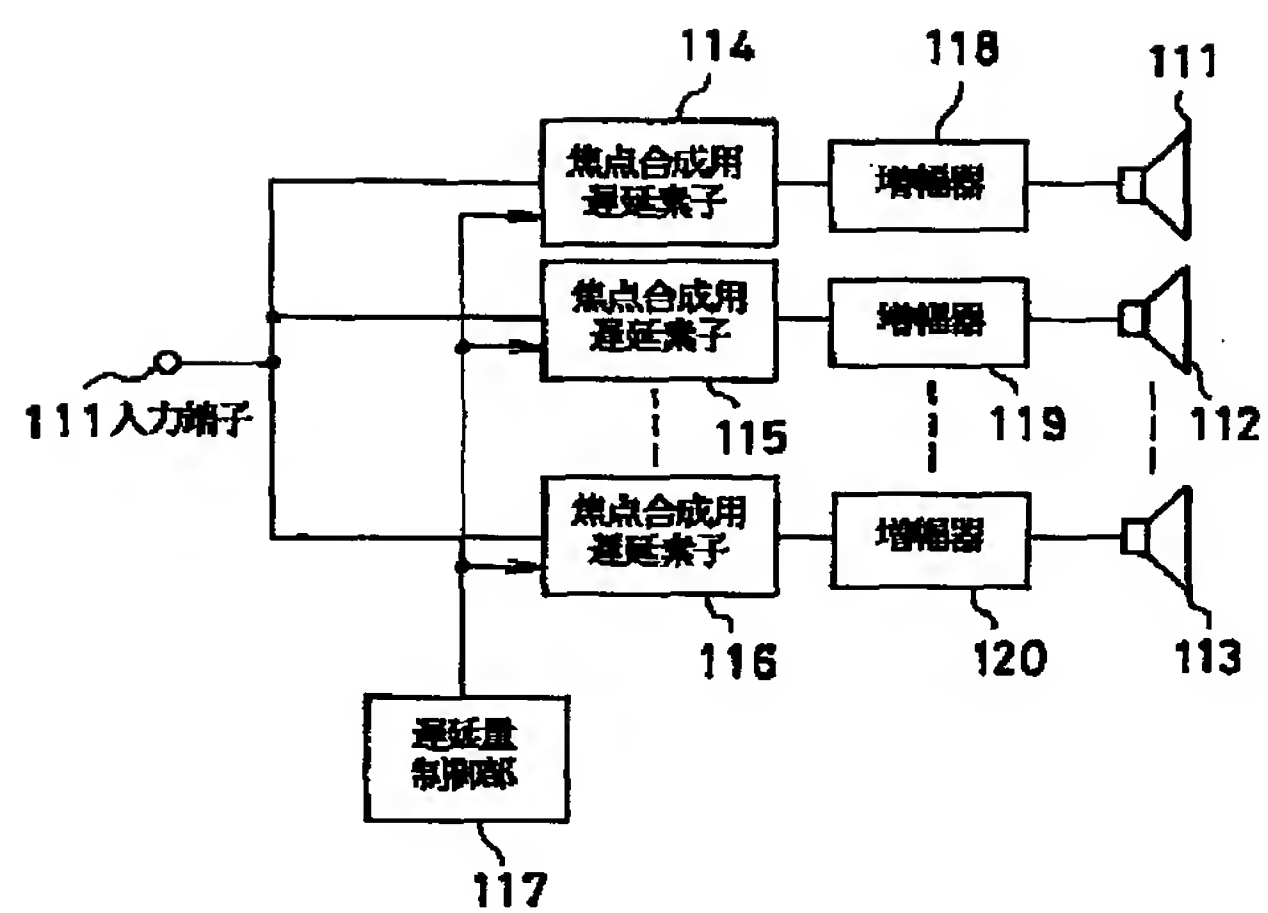 114
118
111
焦点合成用
遅延素子
増幅器
焦点合成用
遅延素子
増幅器
111入力端子
115
119
112
焦点合成用
遅延素子
増幅器
116
120
113
遅延量
制御部
117